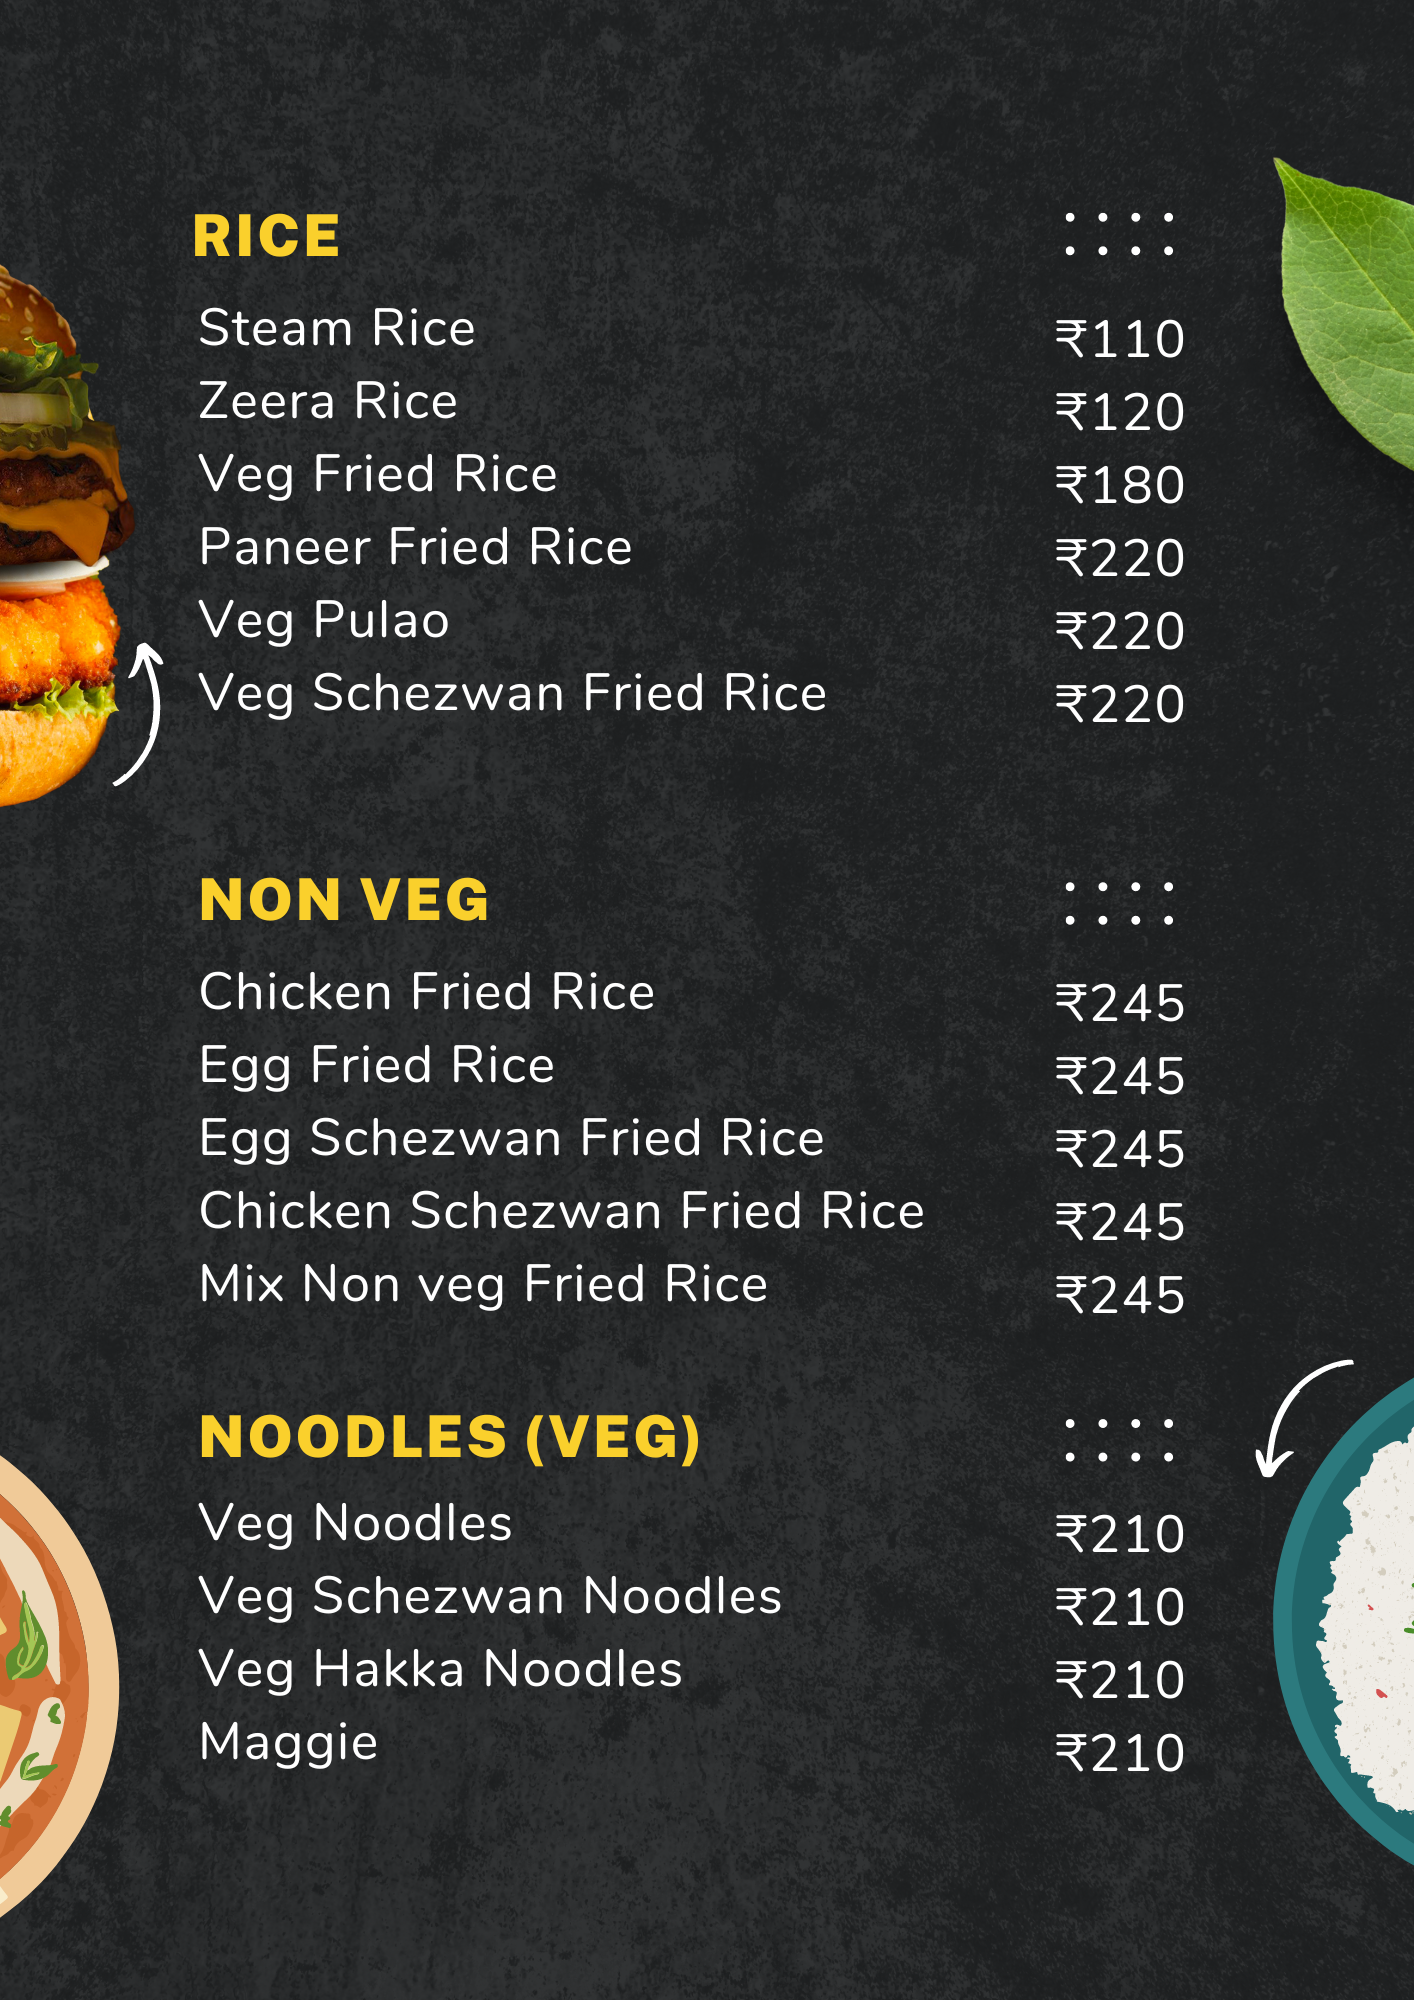 RICE
Steam Rice ₹110
Zeera Rice ₹120
Veg Fried Rice ₹180
Paneer Fried Rice ₹220
Veg Pulao ₹220
Veg Schezwan Fried Rice ₹220
NON VEG
Chicken Fried Rice ₹245
Egg Fried Rice ₹245
Egg Schezwan Fried Rice ₹245
Chicken Schezwan Fried Rice ₹245
Mix Non veg Fried Rice ₹245
NOODLES (VEG)
Veg Noodles ₹210
Veg Schezwan Noodles ₹210
Veg Hakka Noodles ₹210
Maggie ₹210